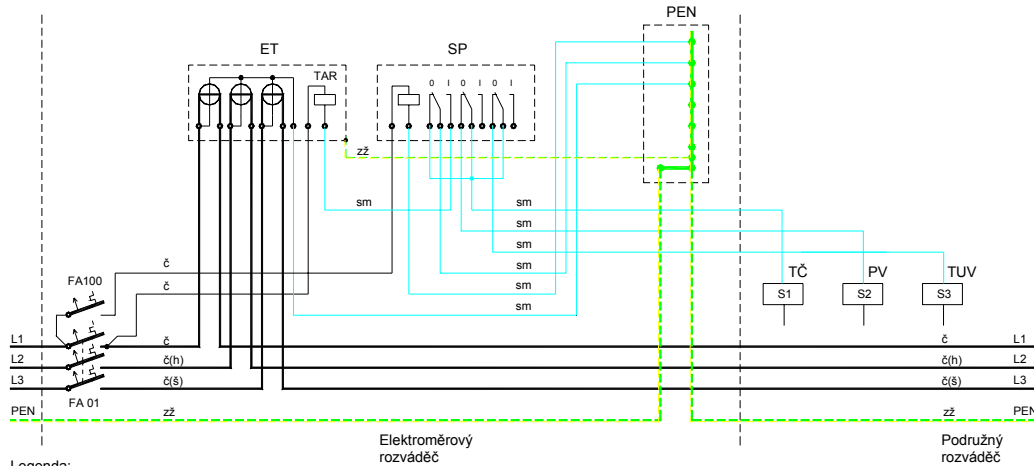 PEN
ET
SP
TAR
0 I 0 I 0 I
zž
sm
sm
sm
sm
sm
sm
sm
č
č
FA100
TČ PV TUV
S1 S2 S3
L1 č č L1
L2 č(h) č(h) L2
L3 č(š) č(š) L3
FA 01
PEN zž zž PEN
Elektroměrový
rozváděč
Podružný
rozváděč
Legenda: